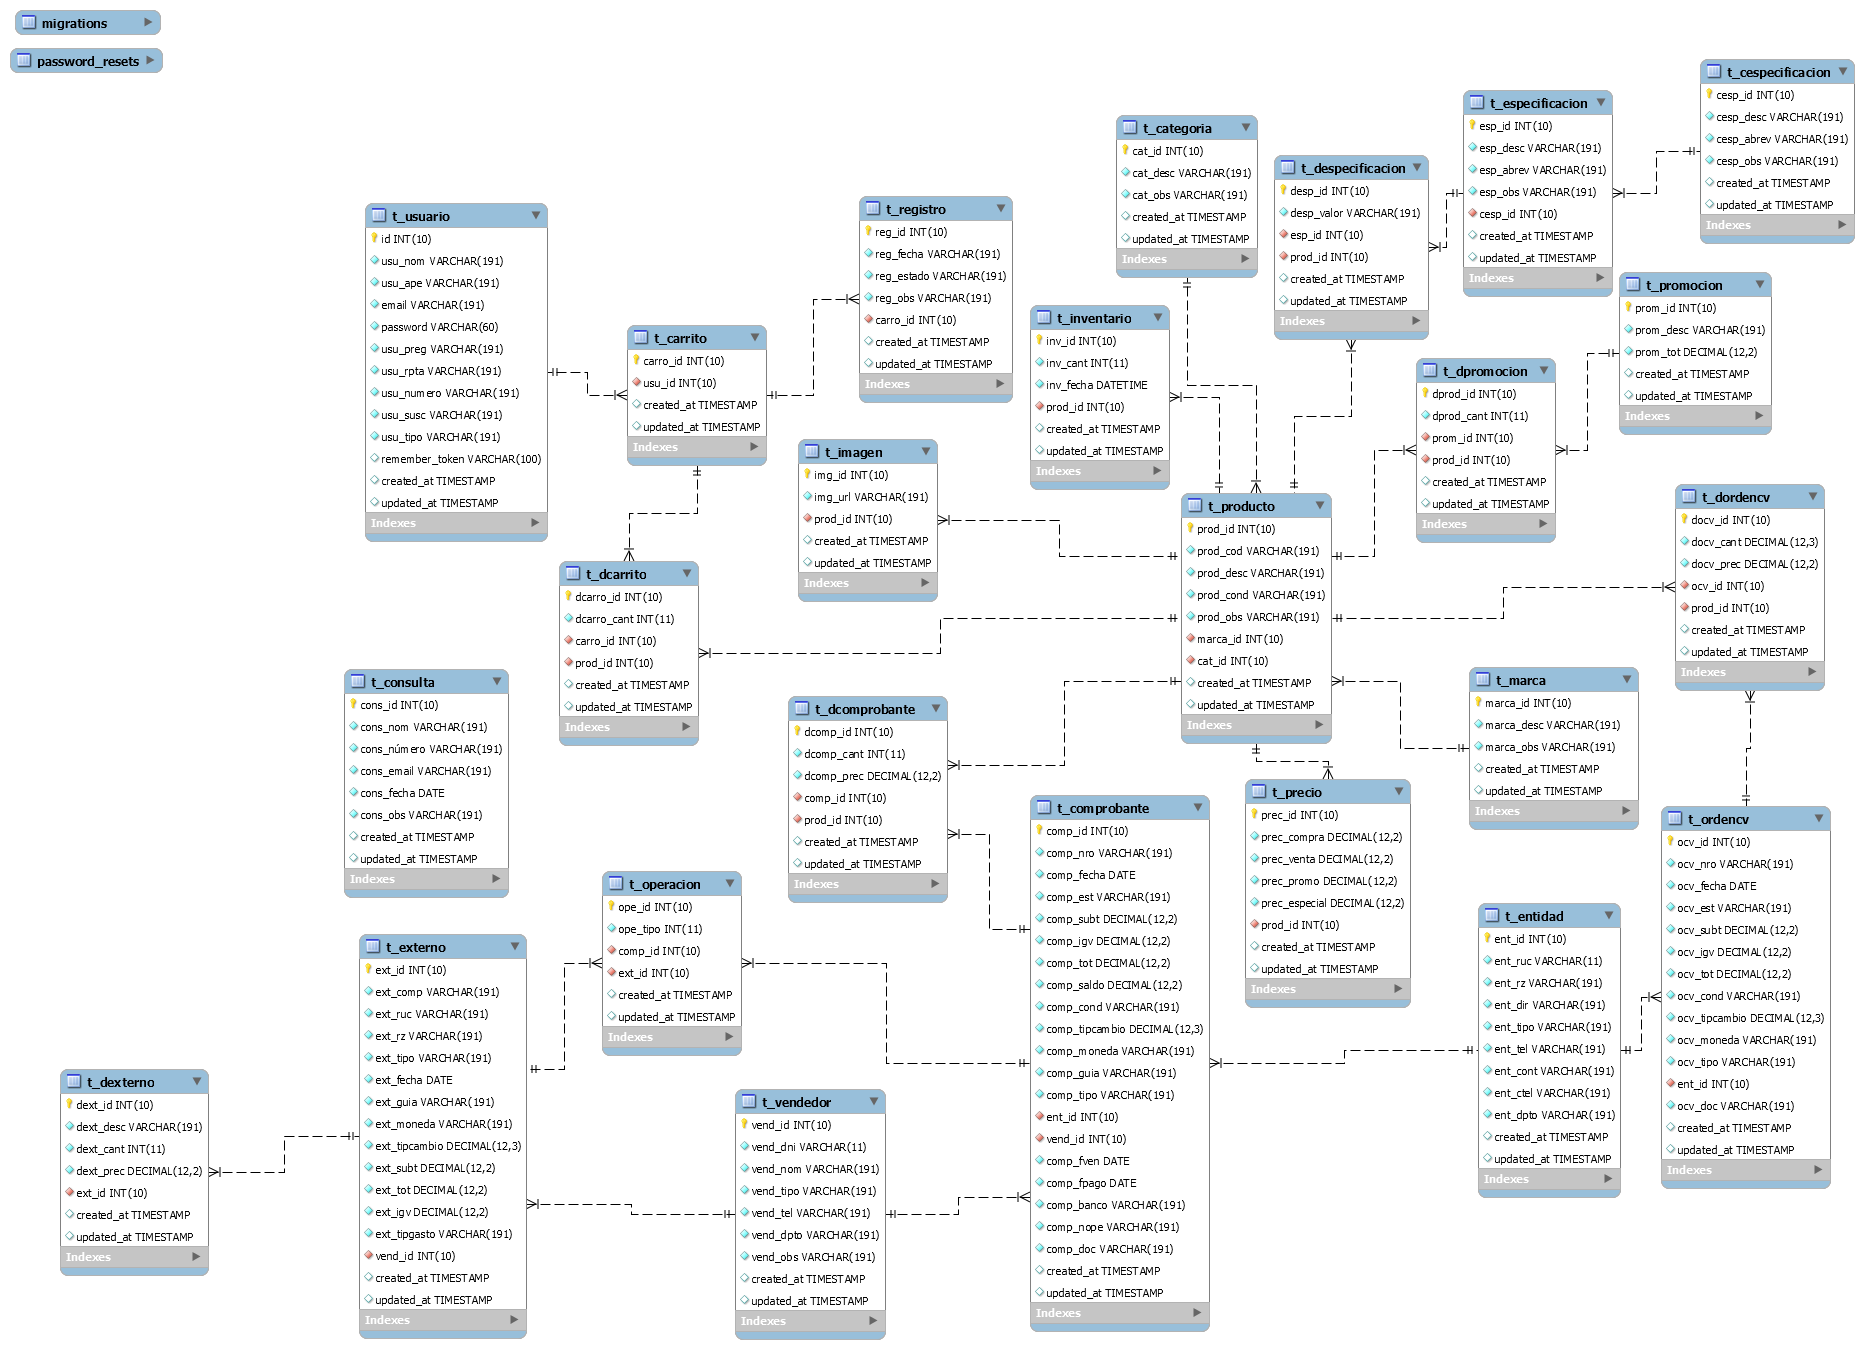 migrations
password_resets
t_usuario
id INT(10)
usu_nom VARCHAR(191)
usu_ape VARCHAR(191)
email VARCHAR(191)
password VARCHAR(60)
usu_preg VARCHAR(191)
usu_rpta VARCHAR(191)
usu_numero VARCHAR(191)
usu_susc VARCHAR(191)
usu_tipo VARCHAR(191)
remember_token VARCHAR(100)
created_at TIMESTAMP
updated_at TIMESTAMP
Indexes
t_carrito
carro_id INT(10)
usu_id INT(10)
created_at TIMESTAMP
updated_at TIMESTAMP
Indexes
t_registro
reg_id INT(10)
reg_fecha VARCHAR(191)
reg_estado VARCHAR(191)
reg_obs VARCHAR(191)
carro_id INT(10)
created_at TIMESTAMP
updated_at TIMESTAMP
Indexes
t_categoria
cat_id INT(10)
cat_desc VARCHAR(191)
cat_obs VARCHAR(191)
created_at TIMESTAMP
updated_at TIMESTAMP
Indexes
t_despecificacion
desp_id INT(10)
desp_valor VARCHAR(191)
esp_id INT(10)
prod_id INT(10)
created_at TIMESTAMP
updated_at TIMESTAMP
Indexes
t_especificacion
esp_id INT(10)
esp_desc VARCHAR(191)
esp_abrev VARCHAR(191)
esp_obs VARCHAR(191)
cesp_id INT(10)
created_at TIMESTAMP
updated_at TIMESTAMP
Indexes
t_cespecificacion
cesp_id INT(10)
cesp_desc VARCHAR(191)
cesp_abrev VARCHAR(191)
cesp_obs VARCHAR(191)
created_at TIMESTAMP
updated_at TIMESTAMP
Indexes
t_inventario
inv_id INT(10)
inv_cant INT(11)
inv_fecha DATETIME
prod_id INT(10)
created_at TIMESTAMP
updated_at TIMESTAMP
Indexes
t_promocion
prom_id INT(10)
prom_desc VARCHAR(191)
prom_tot DECIMAL(12,2)
created_at TIMESTAMP
updated_at TIMESTAMP
Indexes
t_dpromocion
dprod_id INT(10)
dprod_cant INT(11)
prom_id INT(10)
prod_id INT(10)
created_at TIMESTAMP
updated_at TIMESTAMP
Indexes
t_imagen
img_id INT(10)
img_url VARCHAR(191)
prod_id INT(10)
created_at TIMESTAMP
updated_at TIMESTAMP
Indexes
t_producto
prod_id INT(10)
prod_cod VARCHAR(191)
prod_desc VARCHAR(191)
prod_cond VARCHAR(191)
prod_obs VARCHAR(191)
marca_id INT(10)
cat_id INT(10)
created_at TIMESTAMP
updated_at TIMESTAMP
Indexes
t_dordencv
docv_id INT(10)
docv_cant DECIMAL(12,3)
docv_prec DECIMAL(12,2)
ocv_id INT(10)
prod_id INT(10)
created_at TIMESTAMP
updated_at TIMESTAMP
Indexes
t_dcarrito
dcarro_id INT(10)
dcarro_cant INT(11)
carro_id INT(10)
prod_id INT(10)
created_at TIMESTAMP
updated_at TIMESTAMP
Indexes
t_consulta
cons_id INT(10)
cons_nom VARCHAR(191)
cons_número VARCHAR(191)
cons_email VARCHAR(191)
cons_fecha DATE
cons_obs VARCHAR(191)
created_at TIMESTAMP
updated_at TIMESTAMP
Indexes
t_dcomprobante
dcomp_id INT(10)
dcomp_cant INT(11)
dcomp_prec DECIMAL(12,2)
comp_id INT(10)
prod_id INT(10)
created_at TIMESTAMP
updated_at TIMESTAMP
Indexes
t_marca
marca_id INT(10)
marca_desc VARCHAR(191)
marca_obs VARCHAR(191)
created_at TIMESTAMP
updated_at TIMESTAMP
Indexes
t_precio
prec_id INT(10)
prec_compra DECIMAL(12,2)
prec_venta DECIMAL(12,2)
prec_promo DECIMAL(12,2)
prec_especial DECIMAL(12,2)
prod_id INT(10)
created_at TIMESTAMP
updated_at TIMESTAMP
Indexes
t_comprobante
comp_id INT(10)
comp_nro VARCHAR(191)
comp_fecha DATE
comp_est VARCHAR(191)
comp_subt DECIMAL(12,2)
comp_igv DECIMAL(12,2)
comp_tot DECIMAL(12,2)
comp_saldo DECIMAL(12,2)
comp_cond VARCHAR(191)
comp_tipcambio DECIMAL(12,3)
comp_moneda VARCHAR(191)
comp_guia VARCHAR(191)
comp_tipo VARCHAR(191)
ent_id INT(10)
vend_id INT(10)
comp_fven DATE
comp_fpago DATE
comp_banco VARCHAR(191)
comp_nope VARCHAR(191)
comp_doc VARCHAR(191)
created_at TIMESTAMP
updated_at TIMESTAMP
Indexes
t_ordencv
ocv_id INT(10)
ocv_nro VARCHAR(191)
ocv_fecha DATE
ocv_est VARCHAR(191)
ocv_subt DECIMAL(12,2)
ocv_igv DECIMAL(12,2)
ocv_tot DECIMAL(12,2)
ocv_cond VARCHAR(191)
ocv_tipcambio DECIMAL(12,3)
ocv_moneda VARCHAR(191)
ocv_tipo VARCHAR(191)
ent_id INT(10)
ocv_doc VARCHAR(191)
created_at TIMESTAMP
updated_at TIMESTAMP
Indexes
t_entidad
ent_id INT(10)
ent_ruc VARCHAR(11)
ent_rz VARCHAR(191)
ent_dir VARCHAR(191)
ent_tipo VARCHAR(191)
ent_tel VARCHAR(191)
ent_cont VARCHAR(191)
ent_ctel VARCHAR(191)
ent_dpto VARCHAR(191)
created_at TIMESTAMP
updated_at TIMESTAMP
Indexes
t_operacion
ope_id INT(10)
ope_tipo INT(11)
comp_id INT(10)
ext_id INT(10)
created_at TIMESTAMP
updated_at TIMESTAMP
Indexes
t_externo
ext_id INT(10)
ext_comp VARCHAR(191)
ext_ruc VARCHAR(191)
ext_rz VARCHAR(191)
ext_tipo VARCHAR(191)
ext_fecha DATE
ext_guia VARCHAR(191)
ext_moneda VARCHAR(191)
ext_tipcambio DECIMAL(12,3)
ext_subt DECIMAL(12,2)
ext_tot DECIMAL(12,2)
ext_igv DECIMAL(12,2)
ext_tipgasto VARCHAR(191)
vend_id INT(10)
created_at TIMESTAMP
updated_at TIMESTAMP
Indexes
t_dexterno
dext_id INT(10)
dext_desc VARCHAR(191)
dext_cant INT(11)
dext_prec DECIMAL(12,2)
ext_id INT(10)
created_at TIMESTAMP
updated_at TIMESTAMP
Indexes
t_vendedor
vend_id INT(10)
vend_dni VARCHAR(11)
vend_nom VARCHAR(191)
vend_tipo VARCHAR(191)
vend_tel VARCHAR(191)
vend_dpto VARCHAR(191)
vend_obs VARCHAR(191)
created_at TIMESTAMP
updated_at TIMESTAMP
Indexes